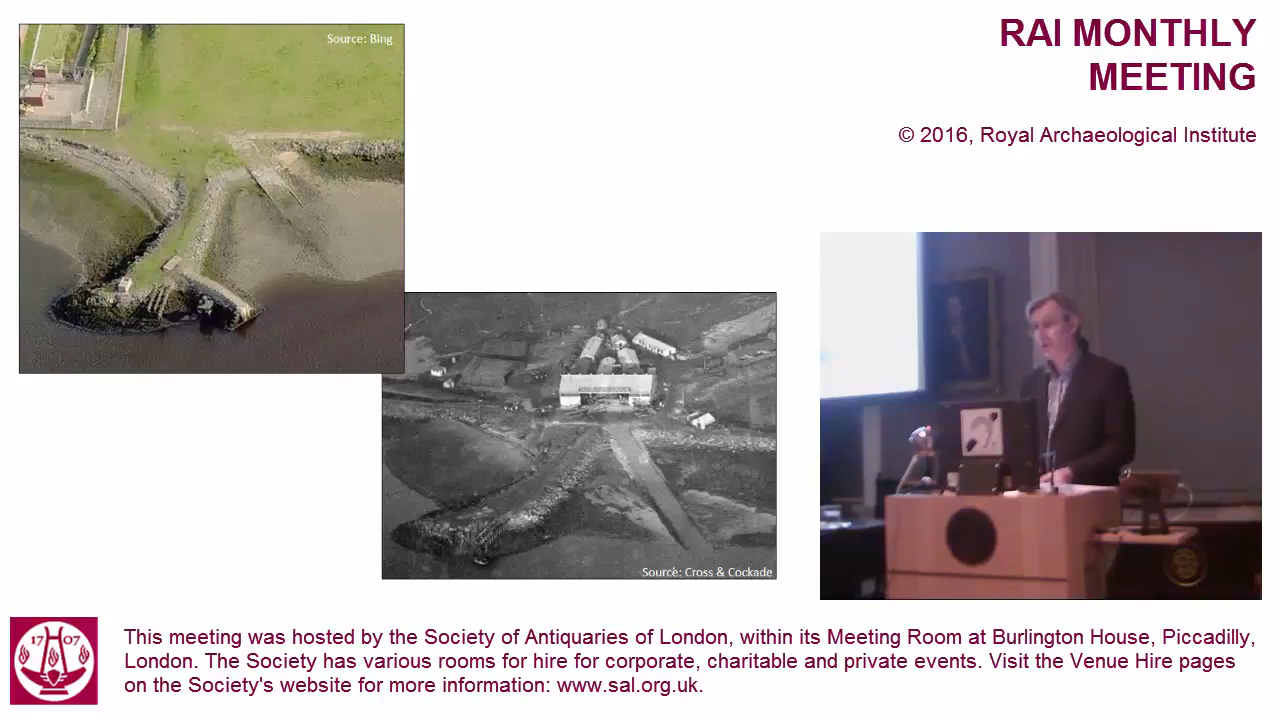 Source: Bing
RAI MONTHLY
MEETING
© 2016, Royal Archaeological Institute
Source: Cross & Cockade
17 07
This meeting was hosted by the Society of Antiquaries of London, within its Meeting Room at Burlington House, Piccadilly,
London. The Society has various rooms for hire for corporate, charitable and private events. Visit the Venue Hire pages
on the Society's website for more information: www.sal.org.uk.